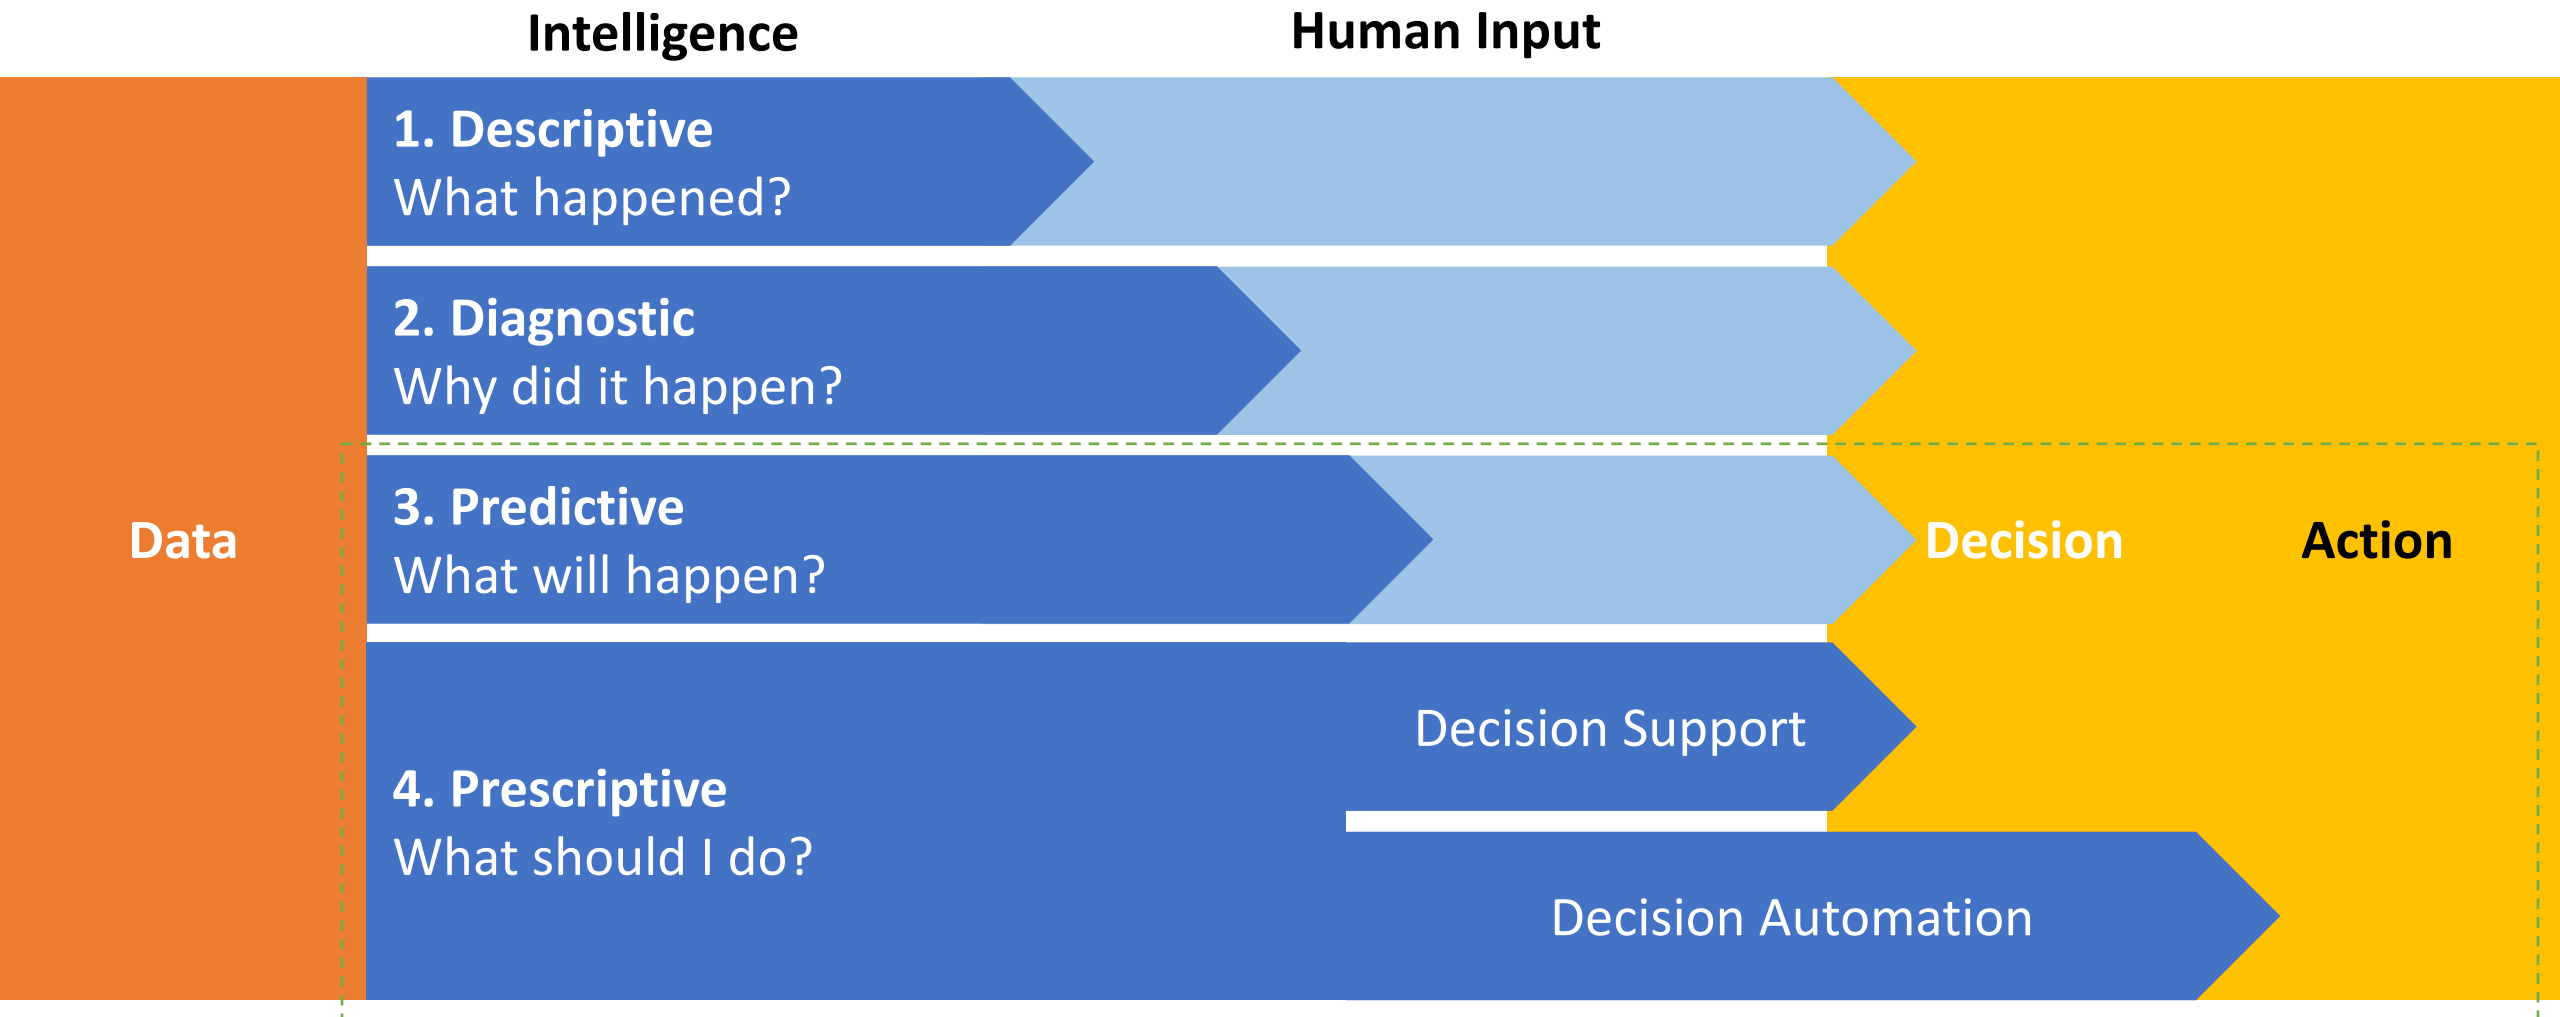 Intelligence
Human Input
1. Descriptive
What happened?
2. Diagnostic
Why did it happen?
Data
3. Predictive
What will happen?
Decision
Action
4. Prescriptive
What should I do?
Decision Support
Decision Automation